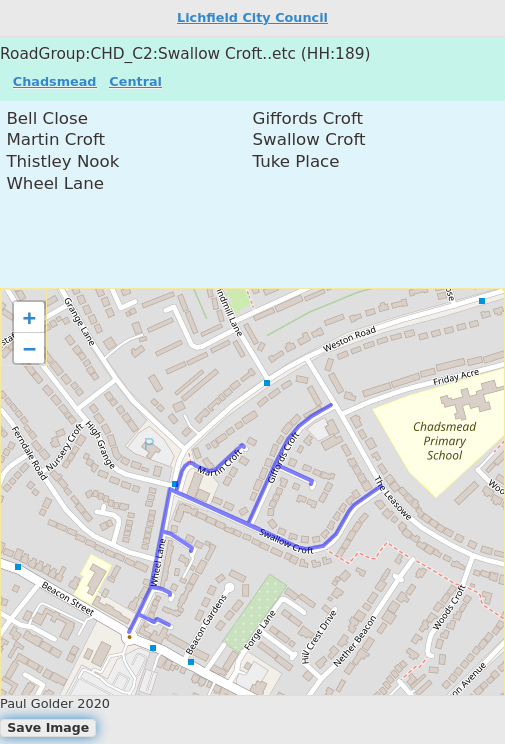 Lichfield City Council
RoadGroup:CHD_C2:Swallow Croft..etc (HH:189)
Chadsmead Central
Bell Close
Martin Croft
Thistley Nook
Wheel Lane
Giffords Croft
Swallow Croft
Tuke Place
+
−
Grange Lane
Weston Road
Friday Acre
Chadsmead
Primary
School
Ferndale Road
Nursery Croft
High Grange
Martin Croft
Giffords Croft
The Leasowe
Swallow Croft
Wheel Lane
Beacon Street
Beacon Gardens
Forge Lane
Hill Crest Drive
Nether Beacon
Woods Croft
Paul Golder 2020
Save Image